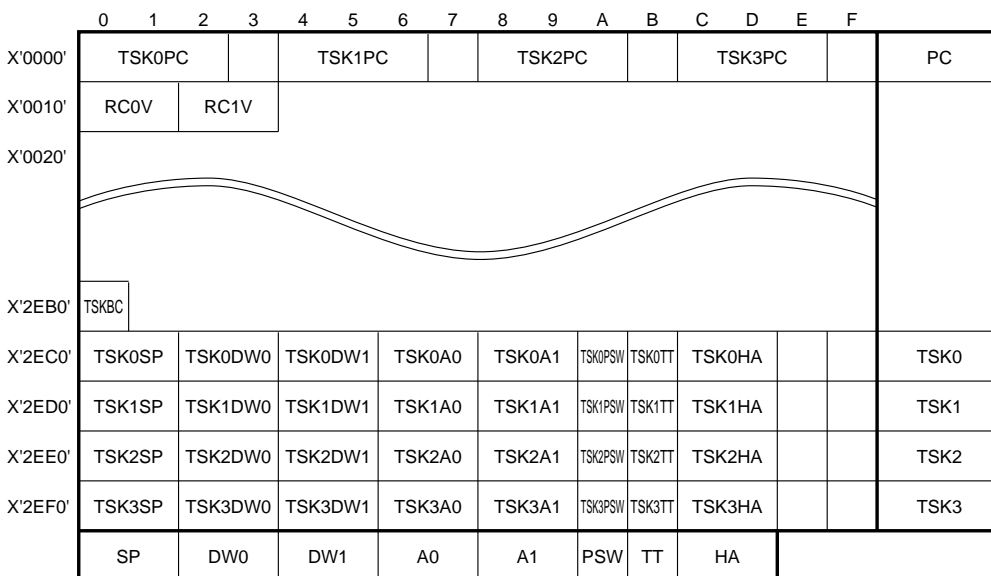 0 1 2 3 4 5 6 7 8 9 A B C D E F
X'0000' TSK0PC TSK1PC TSK2PC TSK3PC PC
X'0010' RC0V RC1V
X'0020'
X'2EB0' TSKBC
X'2EC0' TSK0SP TSK0DW0 TSK0DW1 TSK0A0 TSK0A1 TSK0PSW TSK0TT TSK0HA TSK0
X'2ED0' TSK1SP TSK1DW0 TSK1DW1 TSK1A0 TSK1A1 TSK1PSW TSK1TT TSK1HA TSK1
X'2EE0' TSK2SP TSK2DW0 TSK2DW1 TSK2A0 TSK2A1 TSK2PSW TSK2TT TSK2HA TSK2
X'2EF0' TSK3SP TSK3DW0 TSK3DW1 TSK3A0 TSK3A1 TSK3PSW TSK3TT TSK3HA TSK3
SP DW0 DW1 A0 A1 PSW TT HA